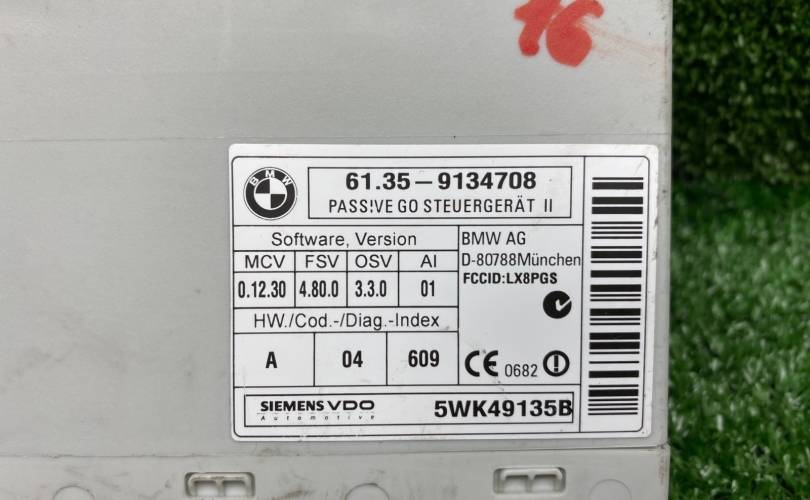 16
BMW
61.35-9134708
PASS!VE GO STEUERGERÄT II
Software, Version
MCV FSV OSV AI
0.12.30 4.80.0 3.3.0 01
HW./Cod.-/Diag.-Index
A 04 609
BMW AG
D-80788München
FCCID:LX8PGS
CE 0682
SIEMENS VDO
Automotive
5WK49135B